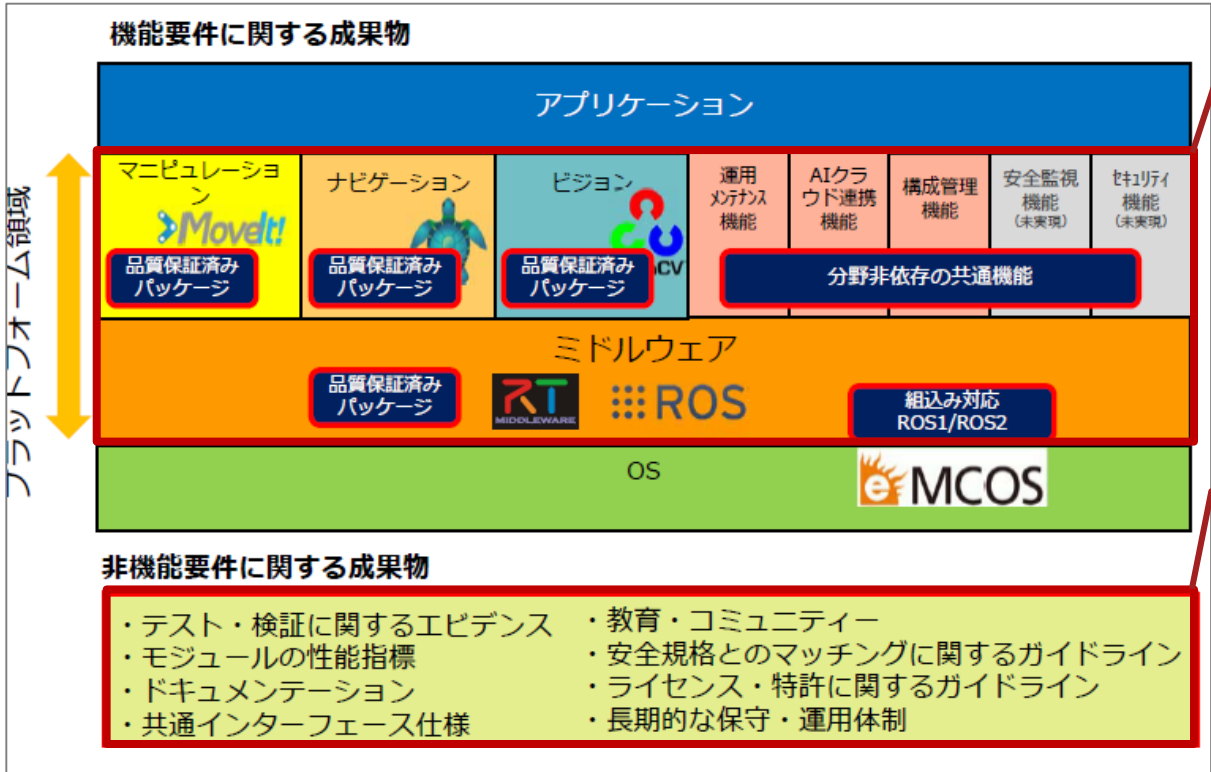 機能要件に関する成果物
アプリケーション
プラットフォーム領域
マニピュレーショ
ン
MoveIt!
品質保証済み
パッケージ
ナビゲーション
品質保証済み
パッケージ
ビジョン
CV
品質保証済み
パッケージ
運用
メンテナンス
機能
AIクラ
ウド連携
機能
構成管理
機能
安全監視
機能
(未実現)
セキュリティ
機能
(未実現)
分野非依存の共通機能
ミドルウェア
品質保証済み
パッケージ
RT
MIDDLEWARE
ROS
組込み対応
ROS1/ROS2
OS
eMCOS
非機能要件に関する成果物
・テスト・検証に関するエビデンス
・モジュールの性能指標
・ドキュメンテーション
・共通インターフェース仕様
・教育・コミュニティー
・安全規格とのマッチングに関するガイドライン
・ライセンス・特許に関するガイドライン
・長期的な保守・運用体制